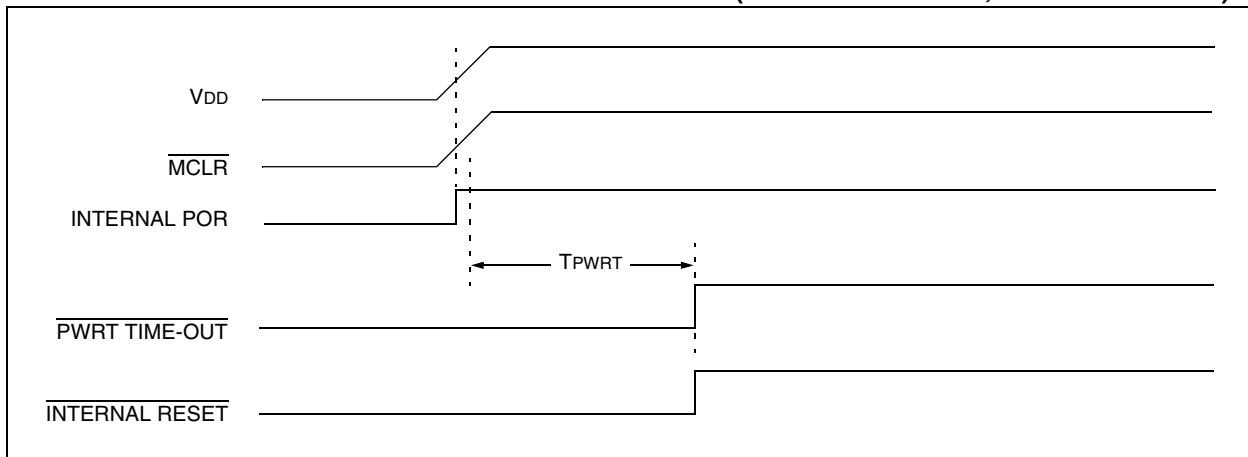 VDD
MCLR
INTERNAL POR
TPWRT
PWRT TIME-OUT
INTERNAL RESET